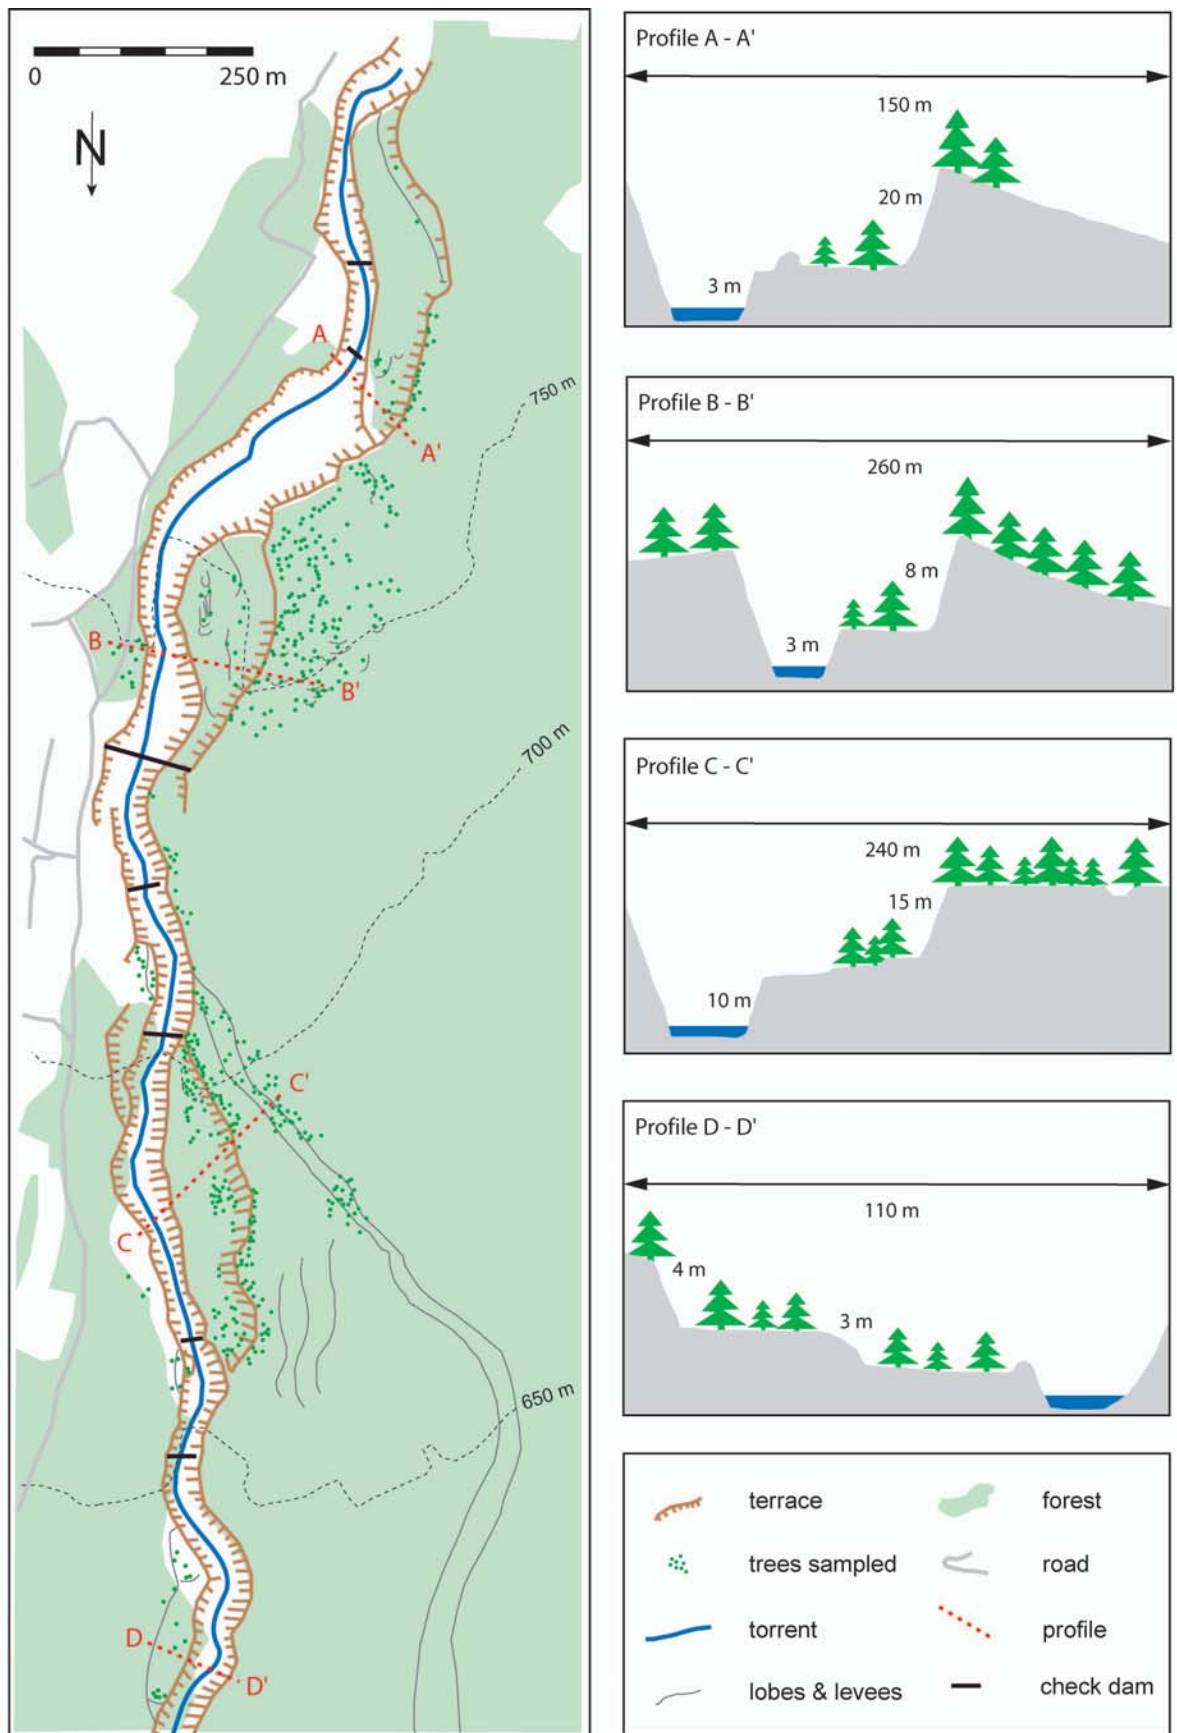 0 250 m
N
A
A'
750 m
B
B'
700 m
C'
C
650 m
D
D'
Profile A - A'
150 m
20 m
3 m
Profile B - B'
260 m
8 m
3 m
Profile C - C'
240 m
15 m
10 m
Profile D - D'
110 m
4 m
3 m
terrace forest
trees sampled road
torrent profile
lobes & levees check dam